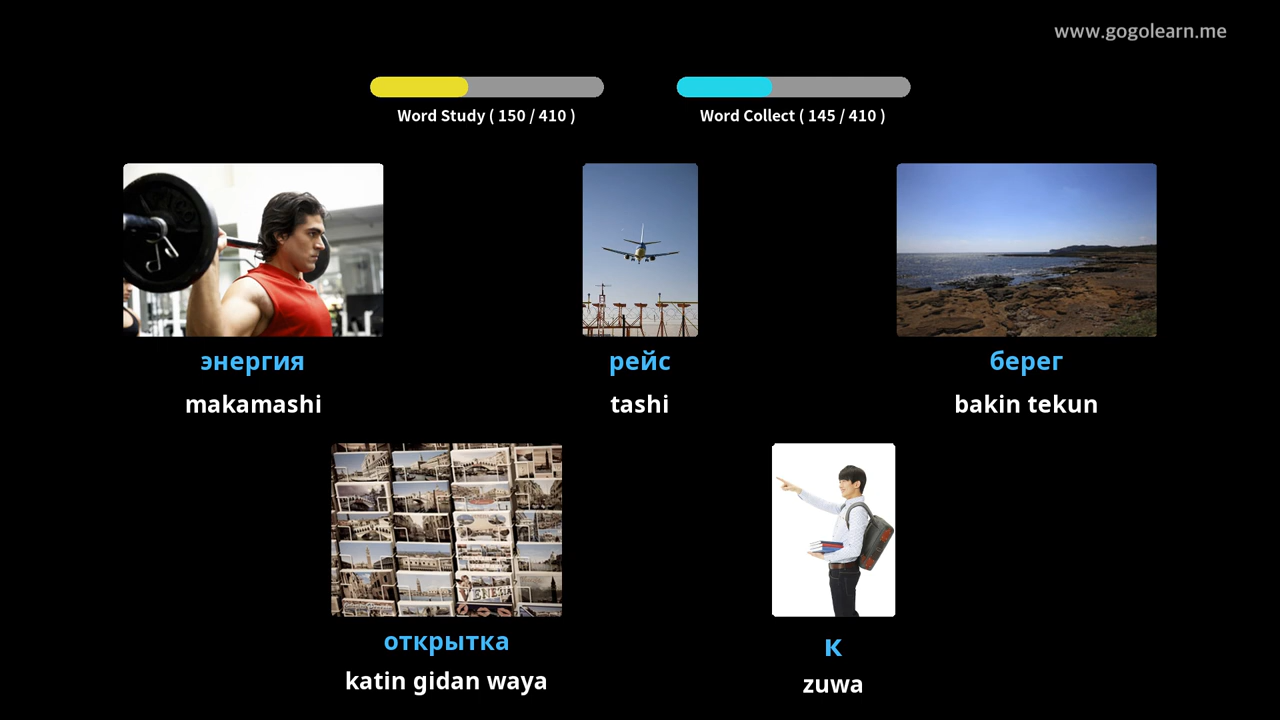 www.gogolearn.me
Word Study ( 150 / 410 )
Word Collect ( 145 / 410 )
энергия
makamashi
рейс
tashi
берег
bakin tekun
VENEZIA
открытка
katin gidan waya
к
zuwa